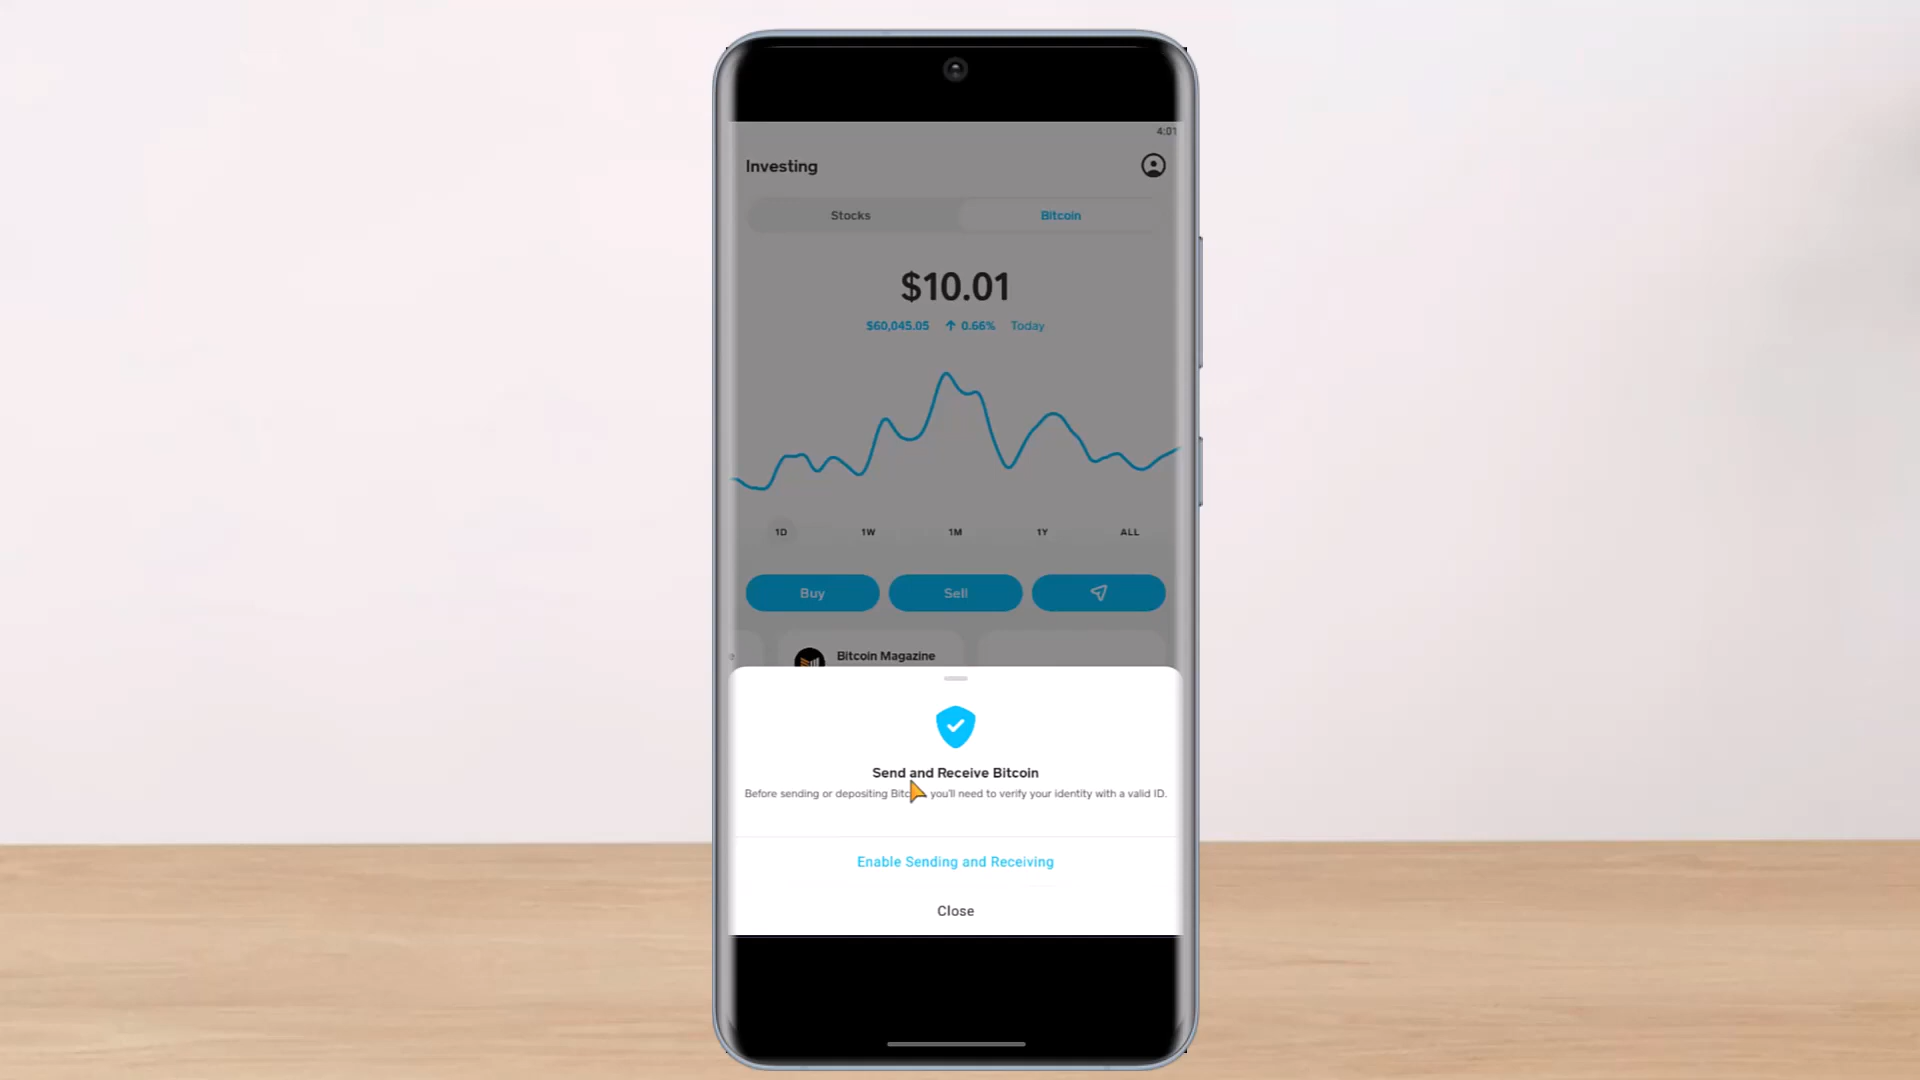 4:01
Investing
Stocks Bitcoin
$10.01
$60,045.05 ↑ 0.66% Today
1D 1W 1M 1Y ALL
Buy Sell
Bitcoin Magazine
Send and Receive Bitcoin
Before sending or depositing you'll need to verify your identity with a valid ID.
Enable Sending and Receiving
Close